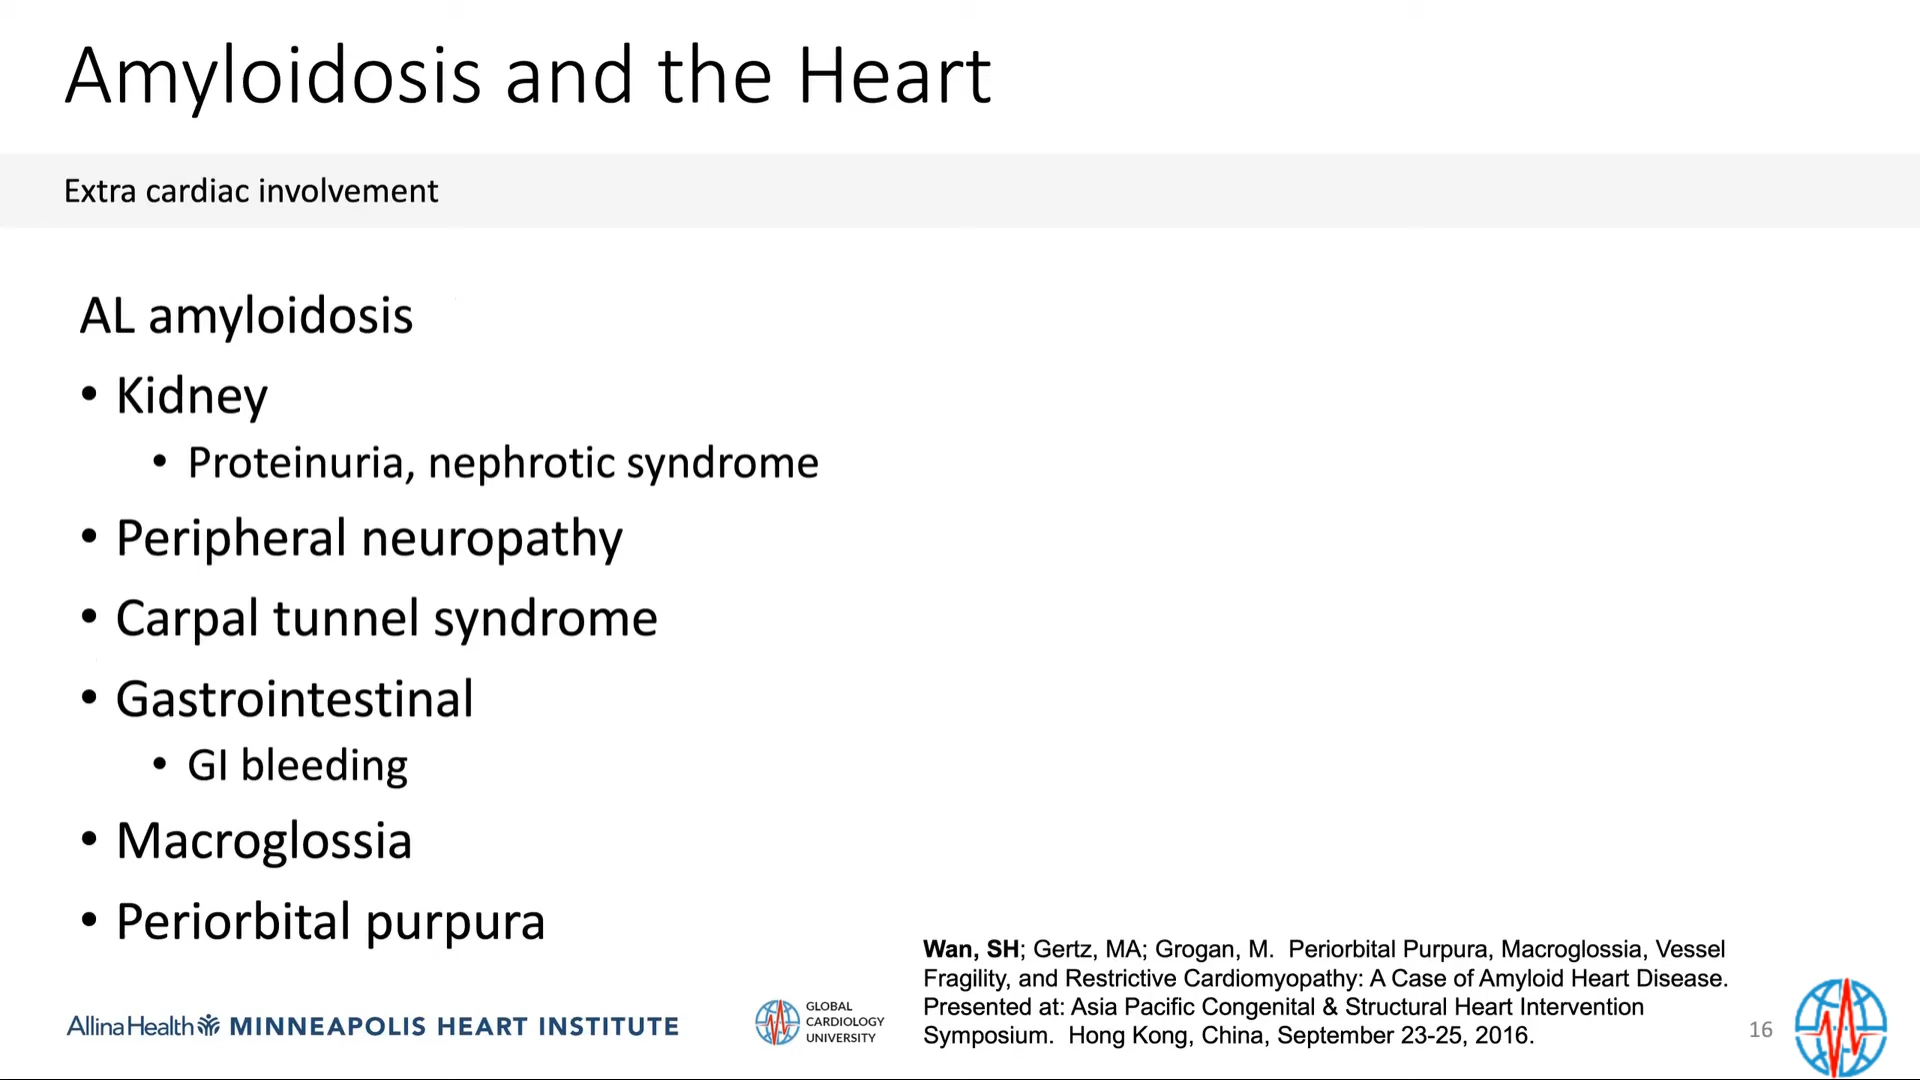 Amyloidosis and the Heart
Extra cardiac involvement
AL amyloidosis
• Kidney
• Proteinuria, nephrotic syndrome
• Peripheral neuropathy
• Carpal tunnel syndrome
• Gastrointestinal
• GI bleeding
• Macroglossia
• Periorbital purpura
Wan, SH; Gertz, MA; Grogan, M.  Periorbital Purpura, Macroglossia, Vessel
Fragility, and Restrictive Cardiomyopathy: A Case of Amyloid Heart Disease.
Presented at: Asia Pacific Congenital & Structural Heart Intervention
Symposium.  Hong Kong, China, September 23-25, 2016.
AllinaHealth MINNEAPOLIS HEART INSTITUTE
GLOBAL
CARDIOLOGY
UNIVERSITY
16